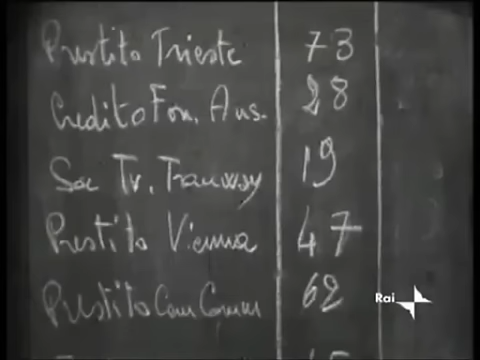 Prestito Trieste 73
Credito Fon. Aus. 28
Soc Tr. Tramway 19
Prestito Vienna 47
Prestito Com Comm 62
Rai